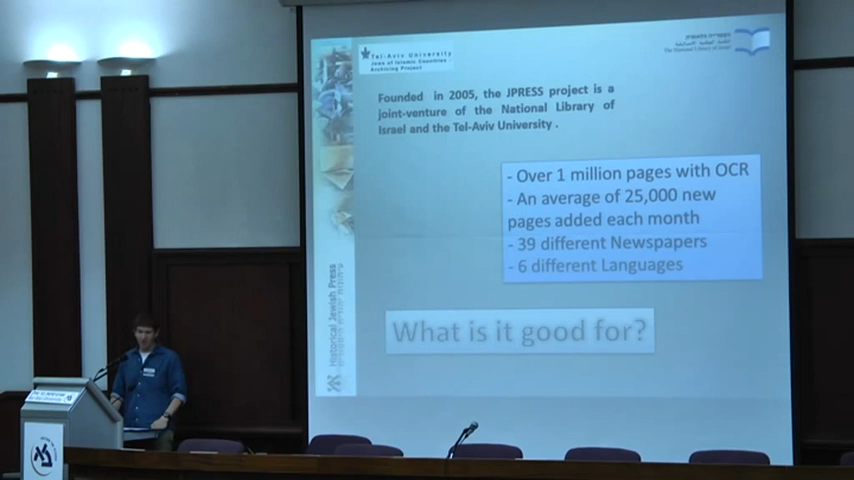 Tel-Aviv University
Jews of Islamic Countries -
Archiving Project
הספרייה הלאומית
The National Library of Israel
Founded in 2005, the JPRESS project is a
joint-venture of the National Library of
Israel and the Tel-Aviv University .
- Over 1 million pages with OCR
- An average of 25,000 new
pages added each month
- 39 different Newspapers
- 6 different Languages
What is it good for?
Historical Jewish Press